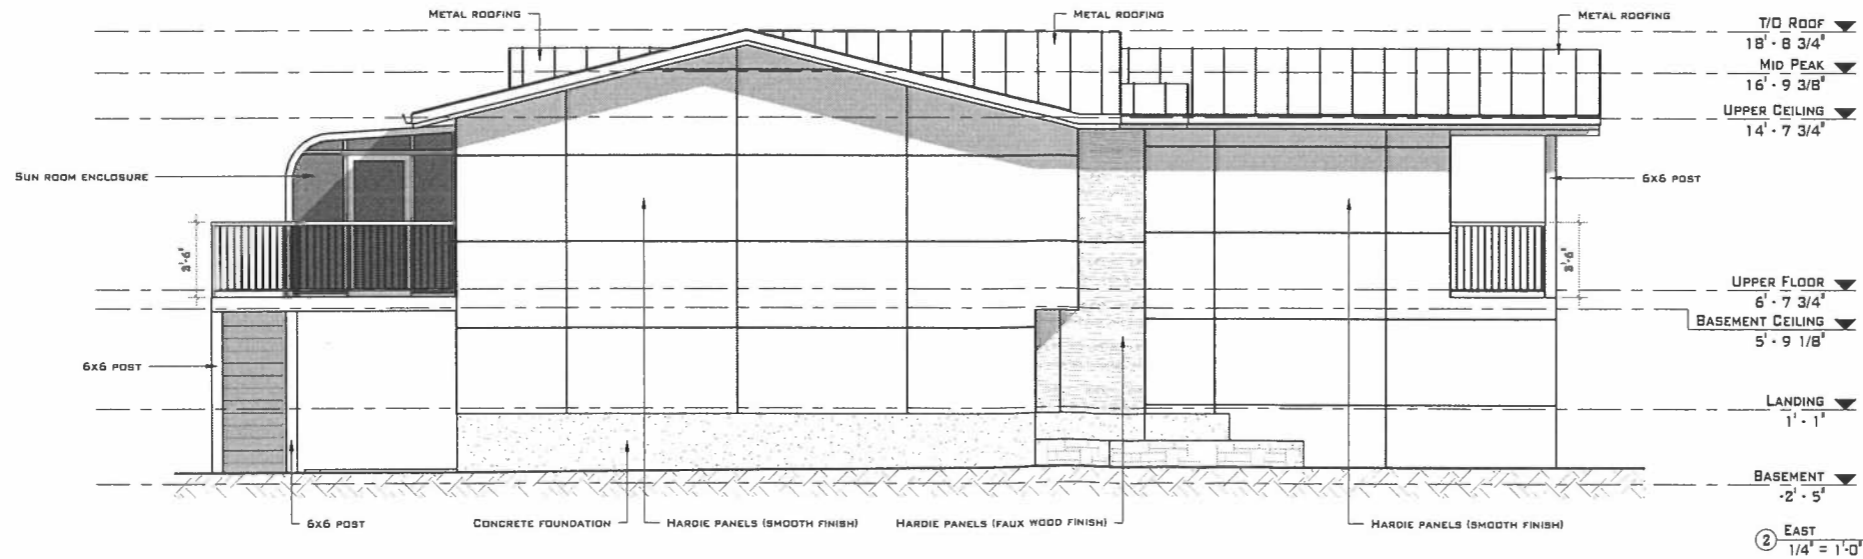 METAL ROOFING
METAL ROOFING
METAL ROOFING
T/O ROOF
18' - 8 3/4"
MID PEAK
16' - 9 3/8"
UPPER CEILING
14' - 7 3/4"
SUN ROOM ENCLOSURE
6X6 POST
3'-6"
3'-6"
UPPER FLOOR
6' - 7 3/4"
BASEMENT CEILING
5' - 9 1/8"
6X6 POST
LANDING
1' - 1"
BASEMENT
-2' - 5"
6X6 POST
CONCRETE FOUNDATION
HARDIE PANELS (SMOOTH FINISH)
HARDIE PANELS (FAUX WOOD FINISH)
HARDIE PANELS (SMOOTH FINISH)
2 EAST
1/4" = 1'-0"